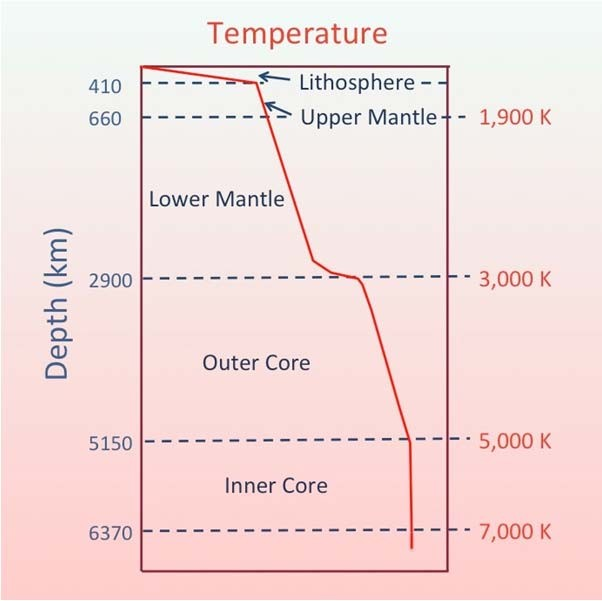 Temperature
410
Lithosphere
660
Upper Mantle
1,900 K
Lower Mantle
Depth (km)
2900
3,000 K
Outer Core
5150
5,000 K
Inner Core
6370
7,000 K